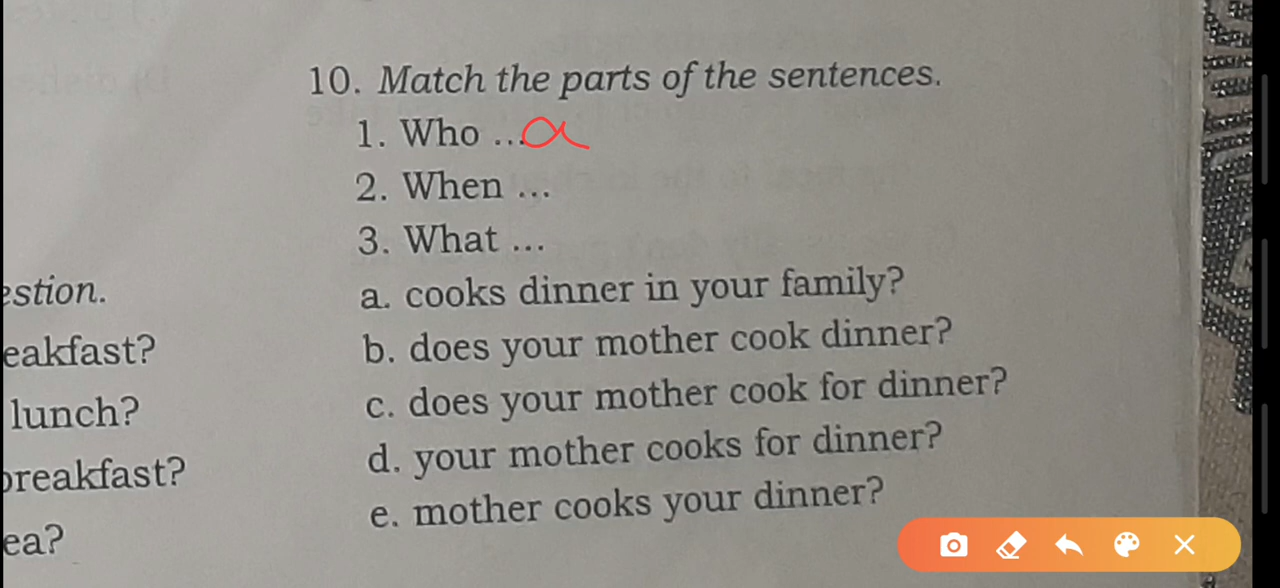 10. Match the parts of the sentences.
1. Who ...a
2. When ...
3. What ...
a. cooks dinner in your family?
b. does your mother cook dinner?
c. does your mother cook for dinner?
d. your mother cooks for dinner?
e. mother cooks your dinner?
estion.
eakfast?
lunch?
breakfast?
ea?